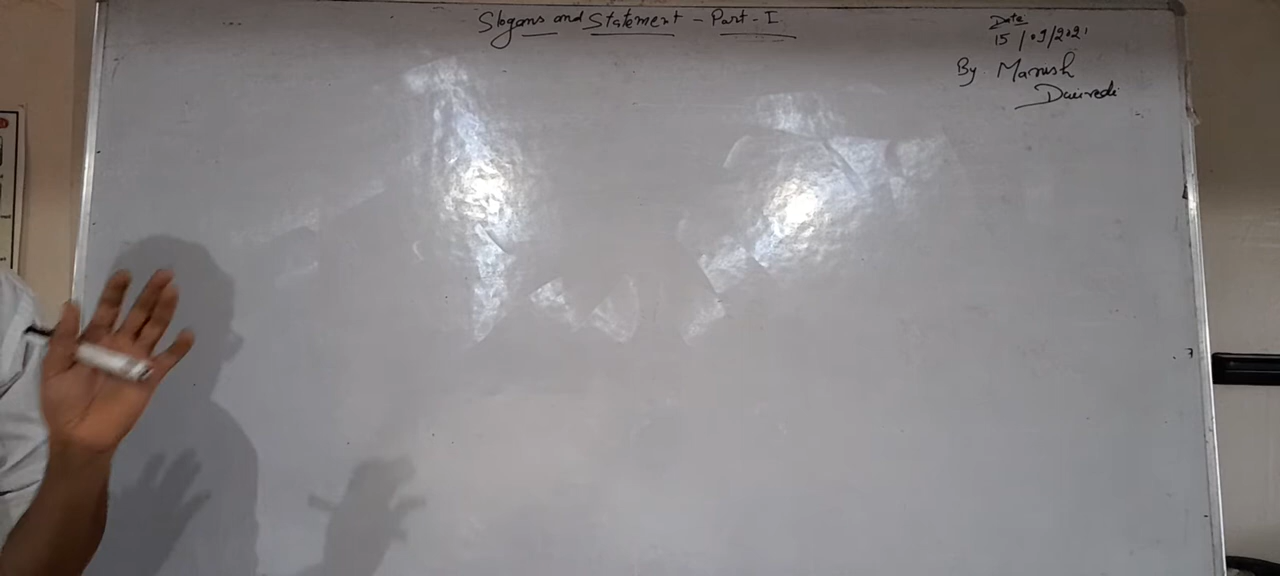 Slogans and Statement - Part - I
Date
15 / 09/2021
By Manish
Dwivedi